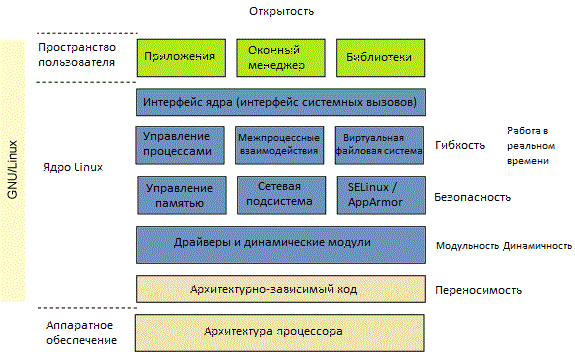 Открытость
GNU/Linux
Пространство
пользователя
Приложения
Оконный
менеджер
Библиотеки
Ядро Linux
Интерфейс ядра (интерфейс системных вызовов)
Управление
процессами
Межпроцессные
взаимодействия
Виртуальная
файловая система
Гибкость
Работа в
реальном
времени
Управление
памятью
Сетевая
подсистема
SELinux /
AppArmor
Безопасность
Драйверы и динамические модули
Модульность Динамичность
Архитектурно-зависимый код
Переносимость
Аппаратное
обеспечение
Архитектура процессора